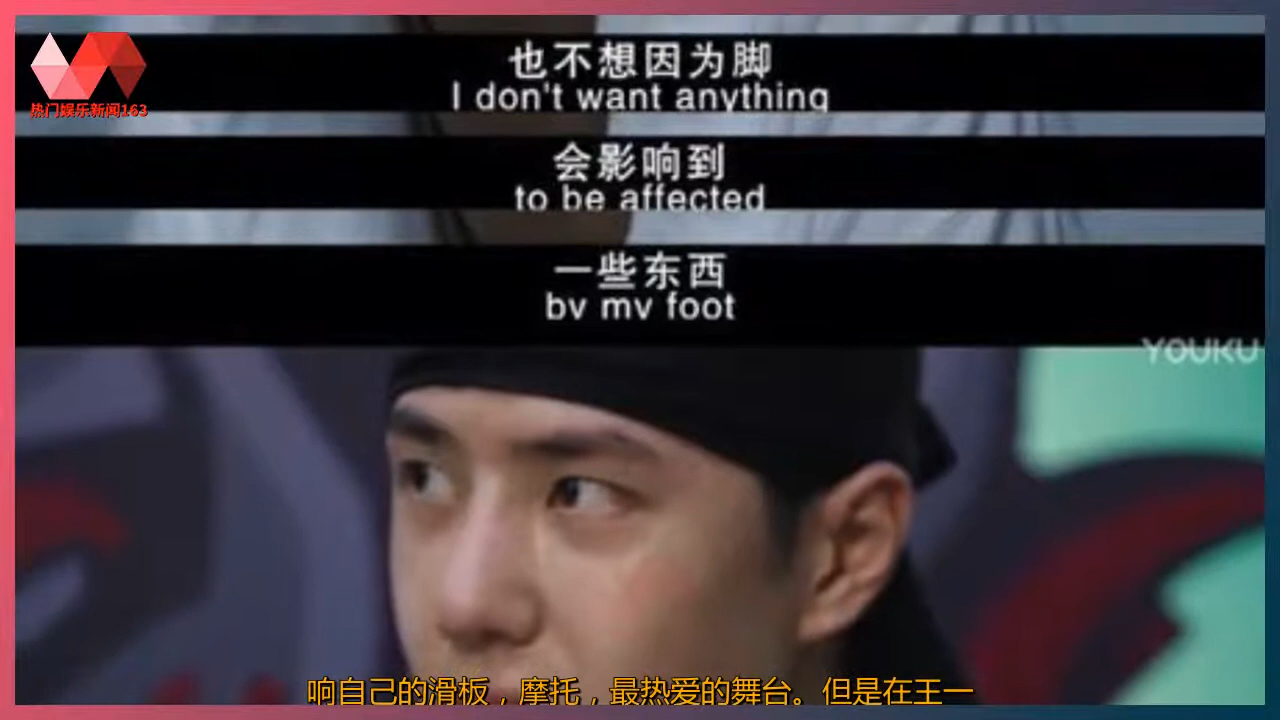 也不想因为脚
I don't want anything
热门娱乐新闻163
会影响到
to be affected
一些东西
by my foot
YOUKU
响自己的滑板，摩托，最热爱的舞台。但是在王一